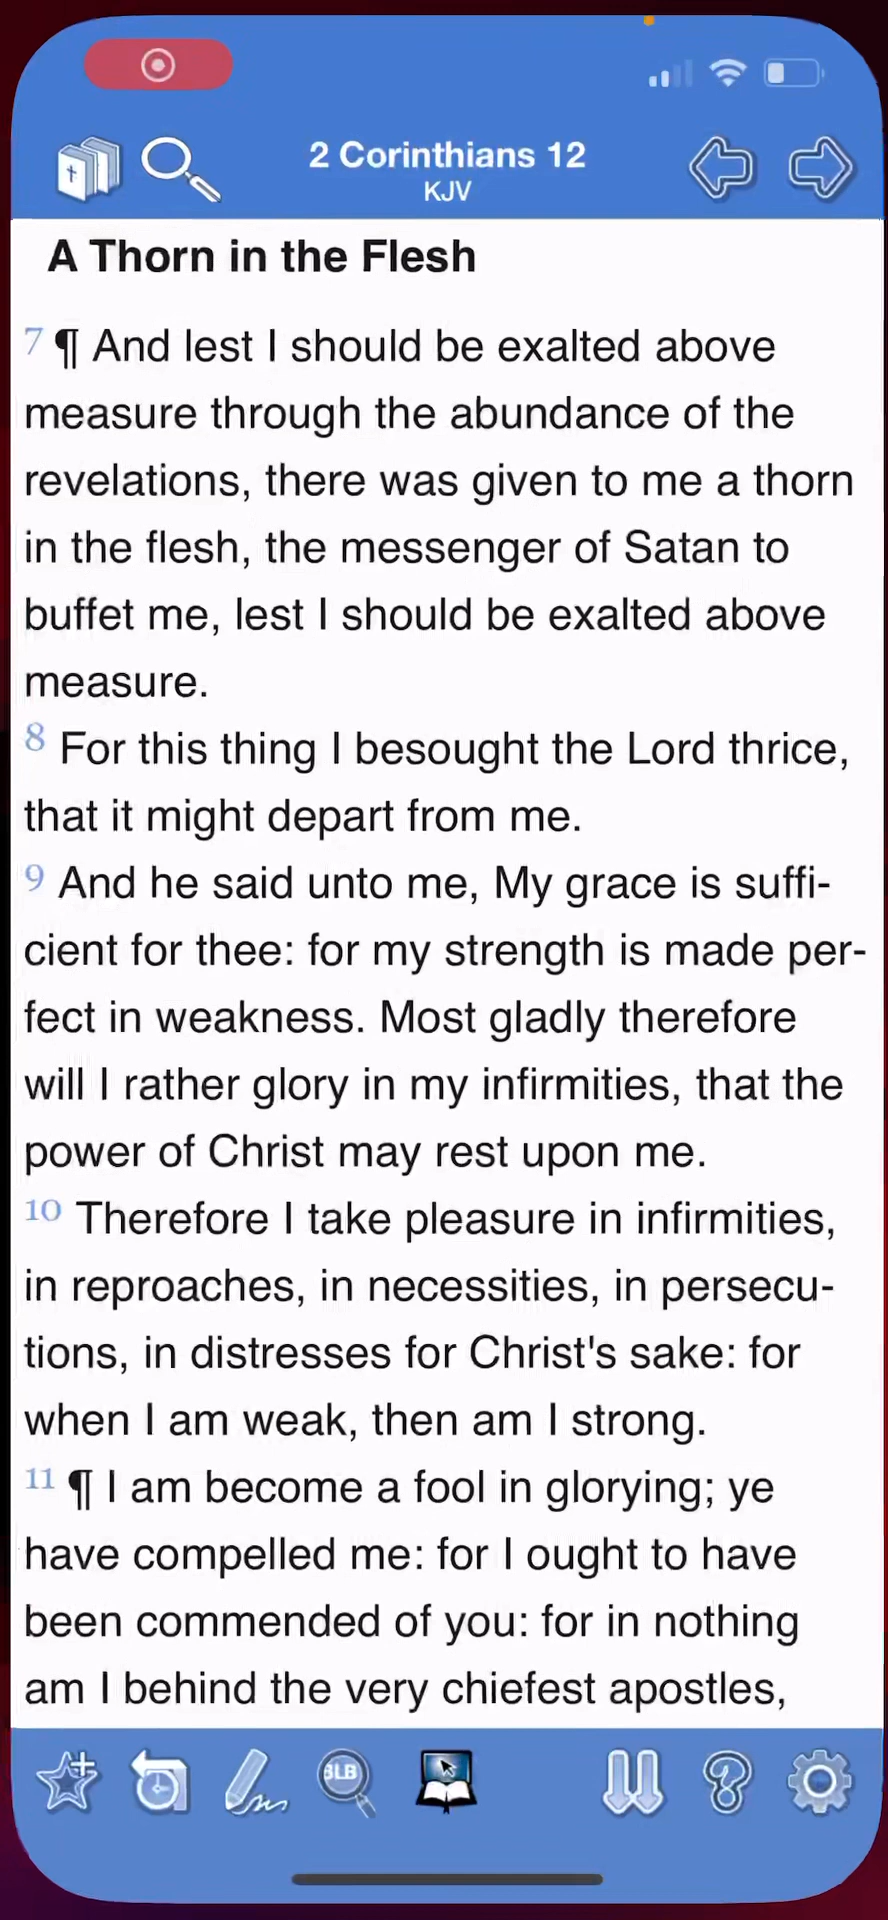 2 Corinthians 12
KJV
A Thorn in the Flesh
7 ¶ And lest I should be exalted above
measure through the abundance of the
revelations, there was given to me a thorn
in the flesh, the messenger of Satan to
buffet me, lest I should be exalted above
measure.
8 For this thing I besought the Lord thrice,
that it might depart from me.
9 And he said unto me, My grace is suffi-
cient for thee: for my strength is made per-
fect in weakness. Most gladly therefore
will I rather glory in my infirmities, that the
power of Christ may rest upon me.
10 Therefore I take pleasure in infirmities,
in reproaches, in necessities, in persecu-
tions, in distresses for Christ's sake: for
when I am weak, then am I strong.
11 ¶ I am become a fool in glorying; ye
have compelled me: for I ought to have
been commended of you: for in nothing
am I behind the very chiefest apostles,
BLB